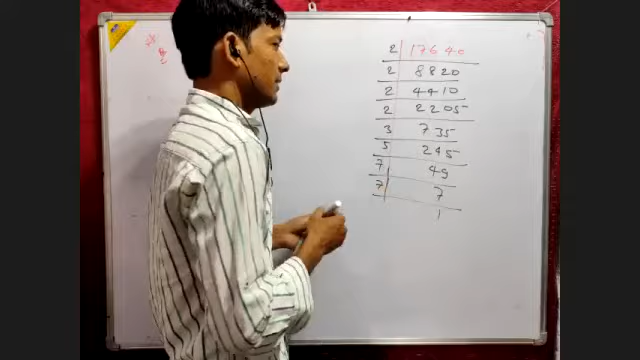 2 | 17640
2 | 8820
2 | 4410
2 | 2205
3 | 735
5 | 245
7 | 49
7 | 7
1